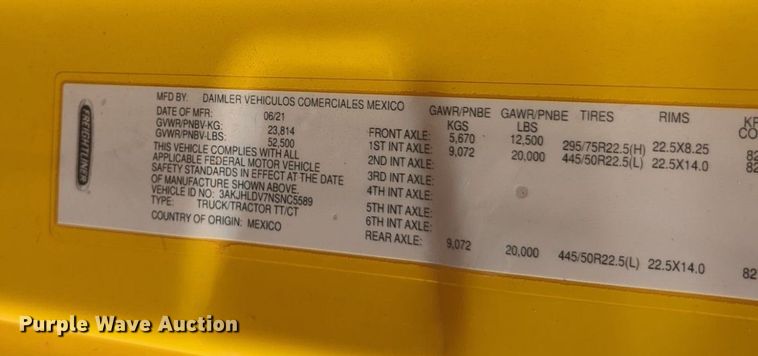 FREIGHTLINER
MFD BY: DAIMLER VEHICULOS COMERCIALES MEXICO
DATE OF MFR: 06/21
GVWR/PNBV-KG: 23,814
GVWR/PNBV-LBS: 52,500
THIS VEHICLE COMPLIES WITH ALL
APPLICABLE FEDERAL MOTOR VEHICLE
SAFETY STANDARDS IN EFFECT AT THE DATE
OF MANUFACTURE SHOWN ABOVE.
VEHICLE ID NO: 3AKJHLDV7NSNC5589
TYPE: TRUCK/TRACTOR TT/CT
COUNTRY OF ORIGIN: MEXICO
GAWR/PNBE GAWR/PNBE TIRES RIMS
KGS LBS
FRONT AXLE: 5,670 12,500 295/75R22.5(H) 22.5X8.25 82
1ST INT AXLE: 9,072 20,000 445/50R22.5(L) 22.5X14.0 82
2ND INT AXLE:
3RD INT AXLE:
4TH INT AXLE:
5TH INT AXLE:
6TH INT AXLE:
REAR AXLE: 9,072 20,000 445/50R22.5(L) 22.5X14.0 82
Purple Wave Auction